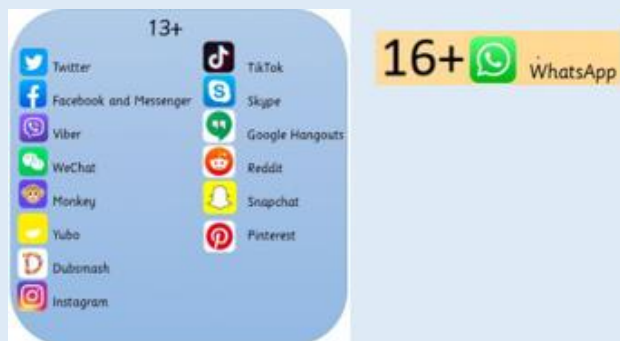 13+
Twitter
Facebook and Messenger
Viber
WeChat
Monkey
Yubo
Dubsmash
Instagram
TikTok
Skype
Google Hangouts
Reddit
Snapchat
Pinterest
16+ WhatsApp